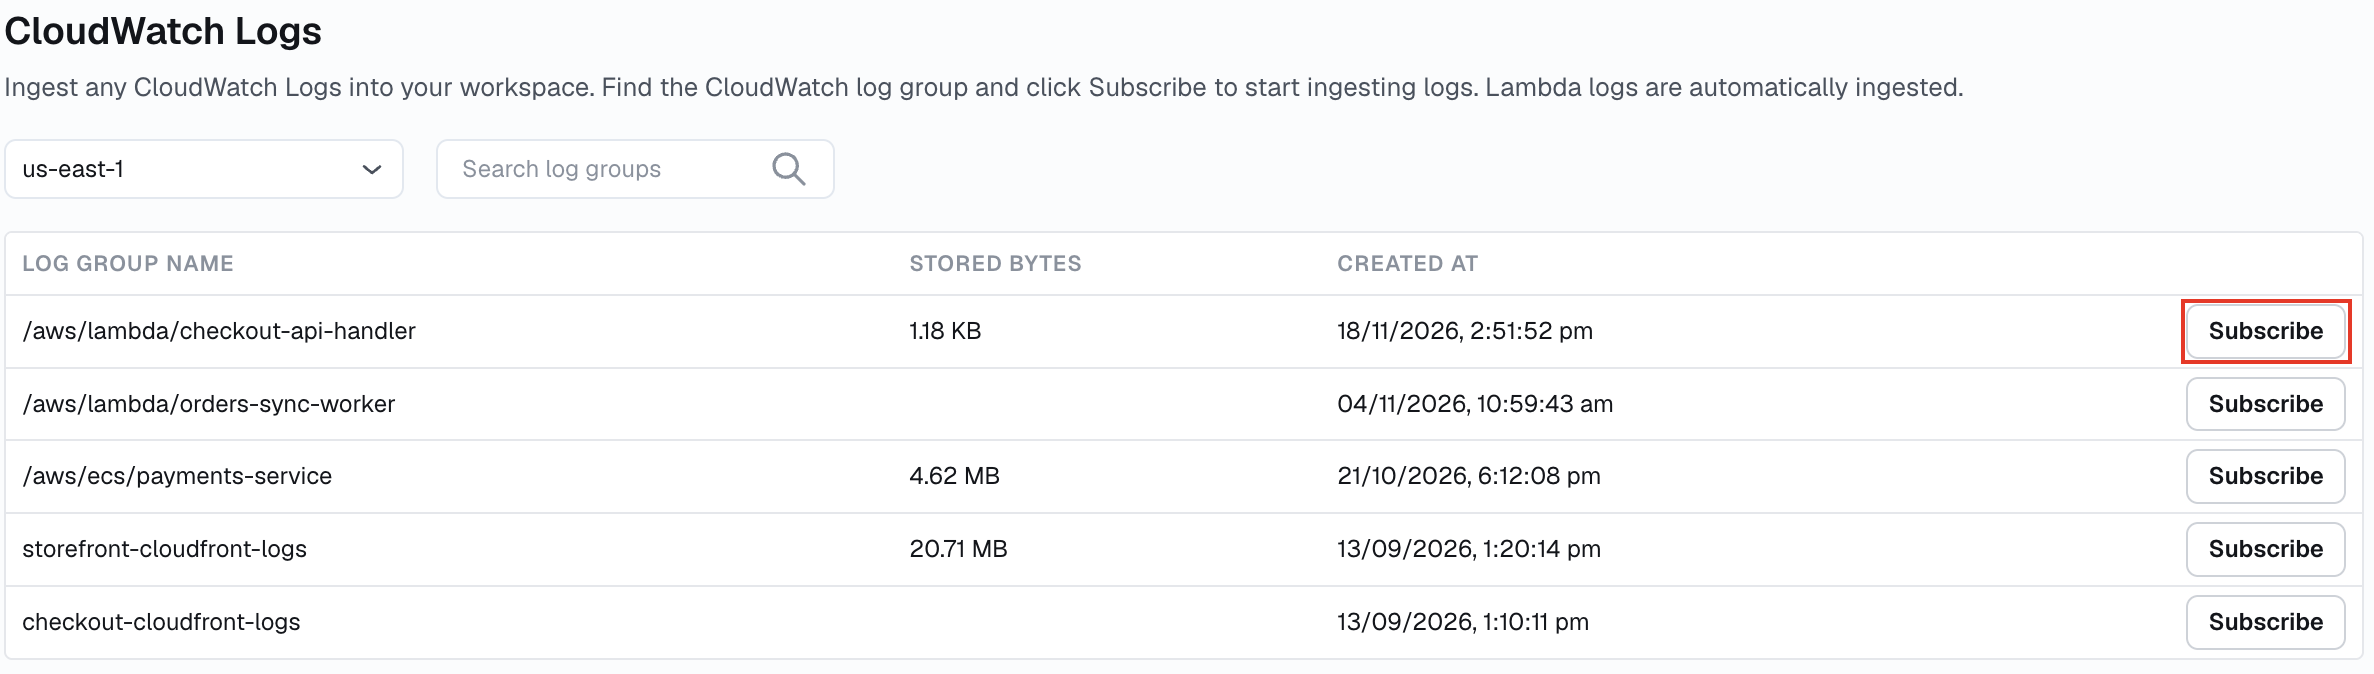 CloudWatch Logs
Ingest any CloudWatch Logs into your workspace. Find the CloudWatch log group and click Subscribe to start ingesting logs. Lambda logs are automatically ingested.
us-east-1 Search log groups
LOG GROUP NAME STORED BYTES CREATED AT
/aws/lambda/checkout-api-handler 1.18 KB 18/11/2026, 2:51:52 pm Subscribe
/aws/lambda/orders-sync-worker 04/11/2026, 10:59:43 am Subscribe
/aws/ecs/payments-service 4.62 MB 21/10/2026, 6:12:08 pm Subscribe
storefront-cloudfront-logs 20.71 MB 13/09/2026, 1:20:14 pm Subscribe
checkout-cloudfront-logs 13/09/2026, 1:10:11 pm Subscribe